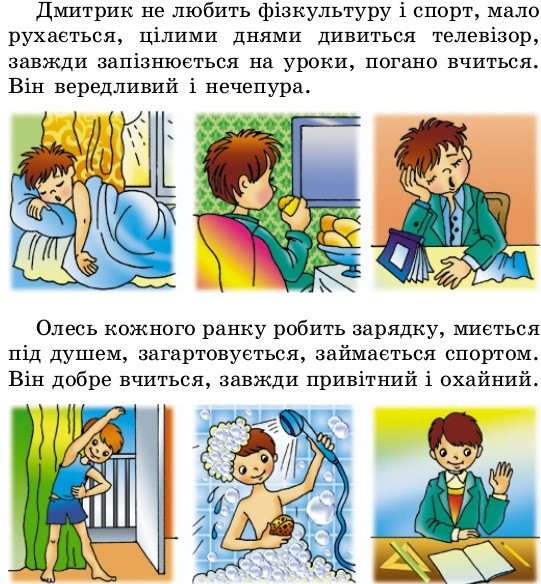 Дмитрик не любить фізкультуру і спорт, мало
рухається, цілими днями дивиться телевізор,
завжди запізнюється на уроки, погано вчиться.
Він вередливий і нечепура.
Олесь кожного ранку робить зарядку, миється
під душем, загартовується, займається спортом.
Він добре вчиться, завжди привітний і охайний.